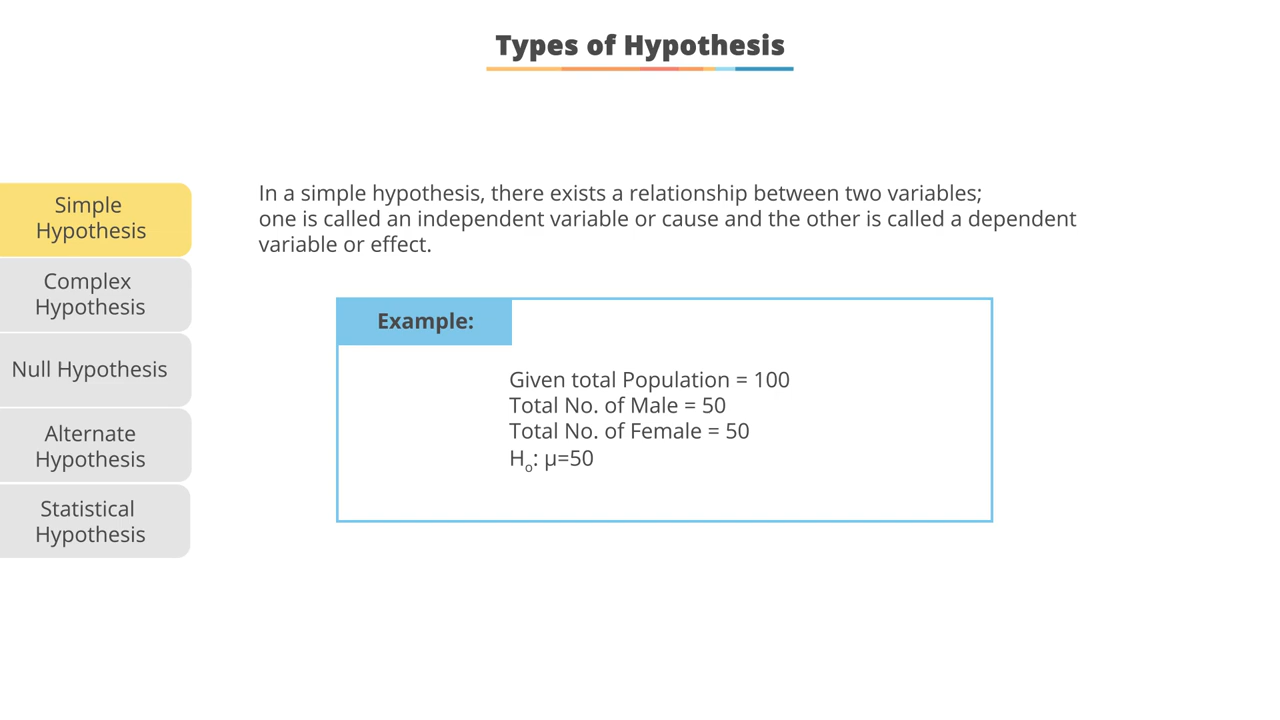 Types of Hypothesis
Simple
Hypothesis
Complex
Hypothesis
Null Hypothesis
Alternate
Hypothesis
Statistical
Hypothesis
In a simple hypothesis, there exists a relationship between two variables;
one is called an independent variable or cause and the other is called a dependent
variable or effect.
Example:
Given total Population = 100
Total No. of Male = 50
Total No. of Female = 50
Hₒ: μ=50